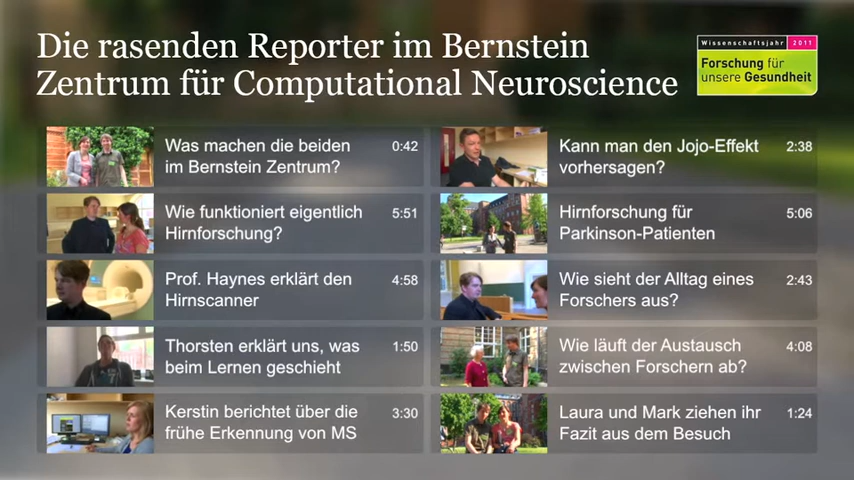 Die rasenden Reporter im Bernstein
Zentrum für Computational Neuroscience
Wissenschaftsjahr 2011
Forschung für
unsere Gesundheit
Was machen die beiden 0:42
im Bernstein Zentrum?
Wie funktioniert eigentlich 5:51
Hirnforschung?
Prof. Haynes erklärt den 4:58
Hirnscanner
Thorsten erklärt uns, was 1:50
beim Lernen geschieht
Kerstin berichtet über die 3:30
frühe Erkennung von MS
Kann man den Jojo-Effekt 2:38
vorhersagen?
Hirnforschung für 5:06
Parkinson-Patienten
Wie sieht der Alltag eines 2:43
Forschers aus?
Wie läuft der Austausch 4:08
zwischen Forschern ab?
Laura und Mark ziehen ihr 1:24
Fazit aus dem Besuch